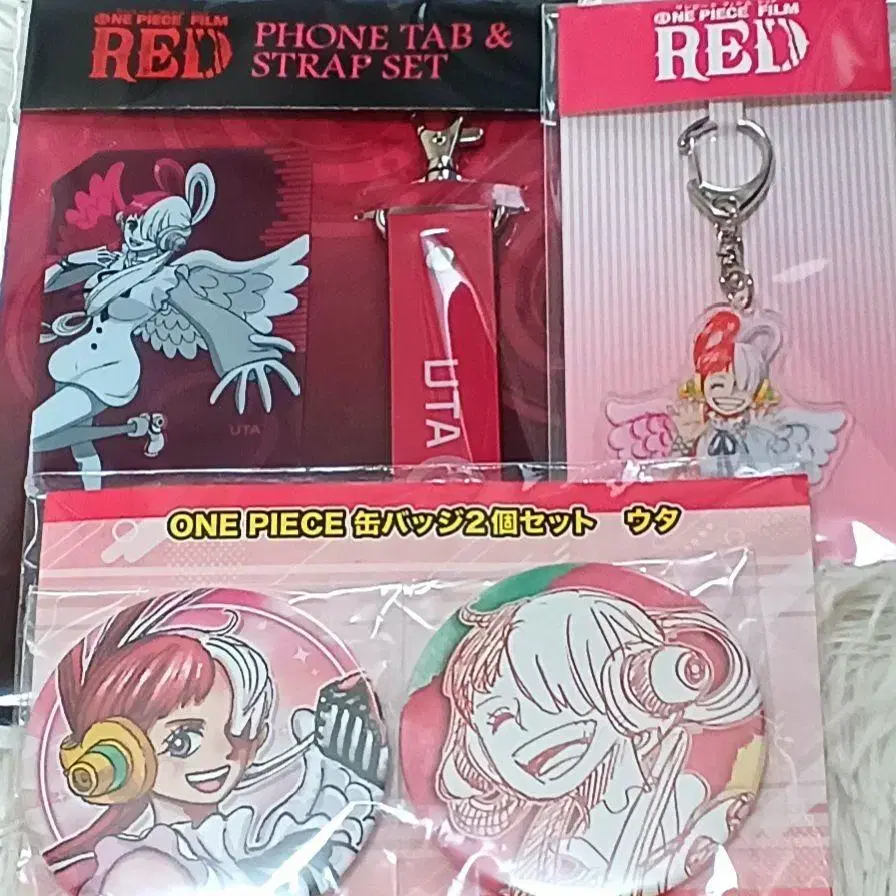 ONE PIECE FILM
RED
PHONE TAB &
STRAP SET
UTA
UTA
ONE PIECE FILM
RED
ONE PIECE 缶バッジ2個セット ウタ